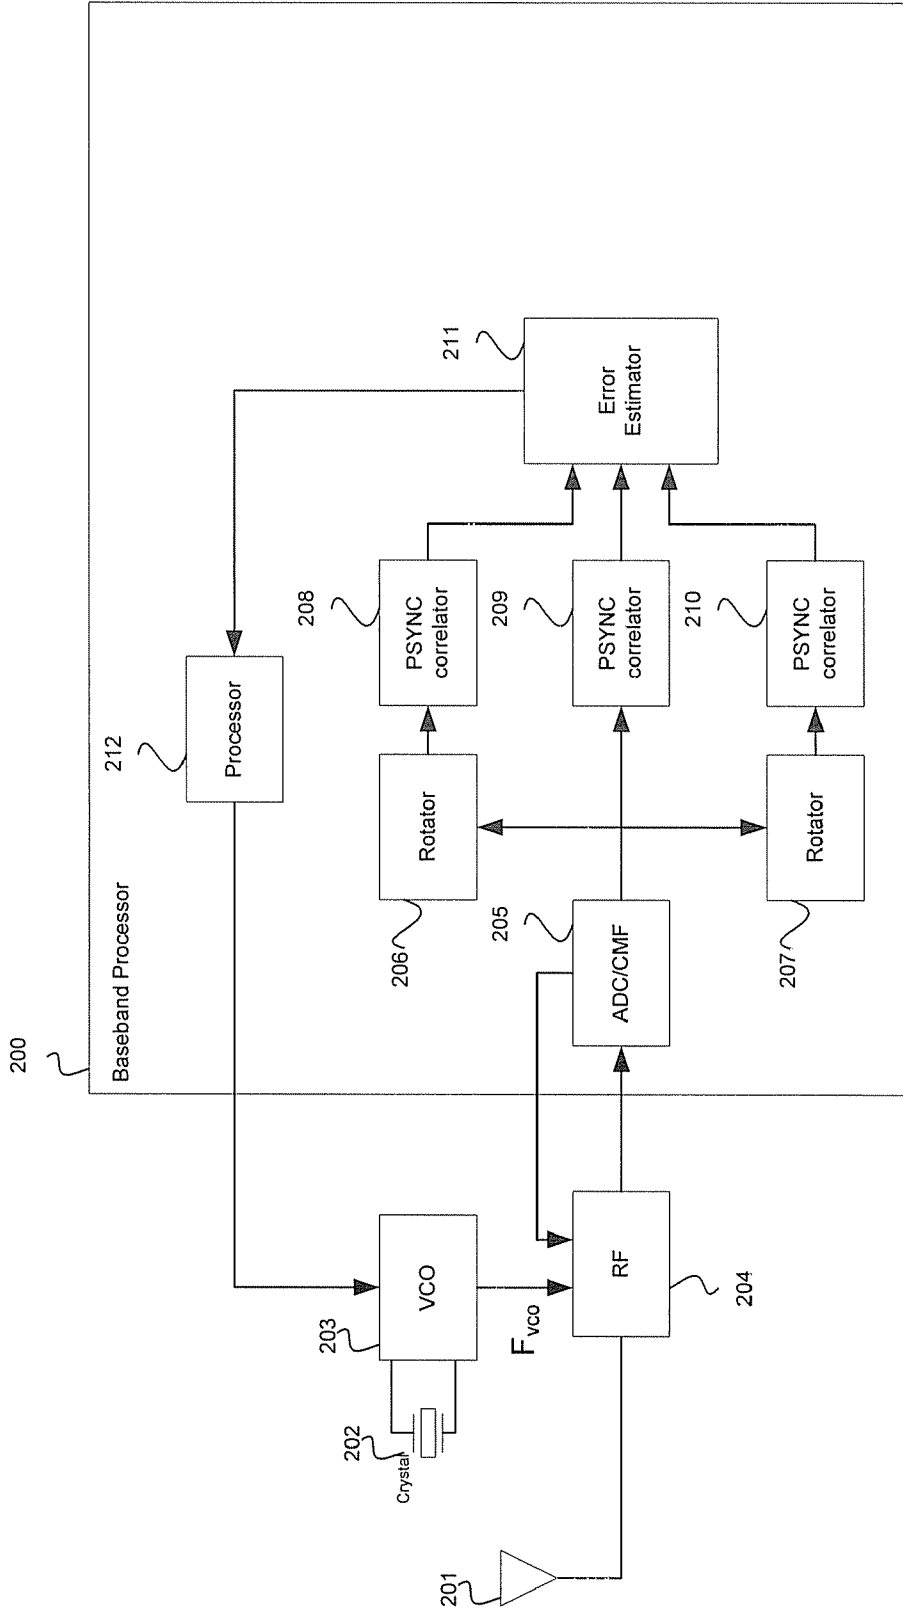 200
Baseband Processor
212
Processor
211
Error
Estimator
208
PSYNC
correlator
209
PSYNC
correlator
210
PSYNC
correlator
206
Rotator
207
Rotator
205
ADC/CMF
203
VCO
Fvco
202
Crystal
RF
204
201